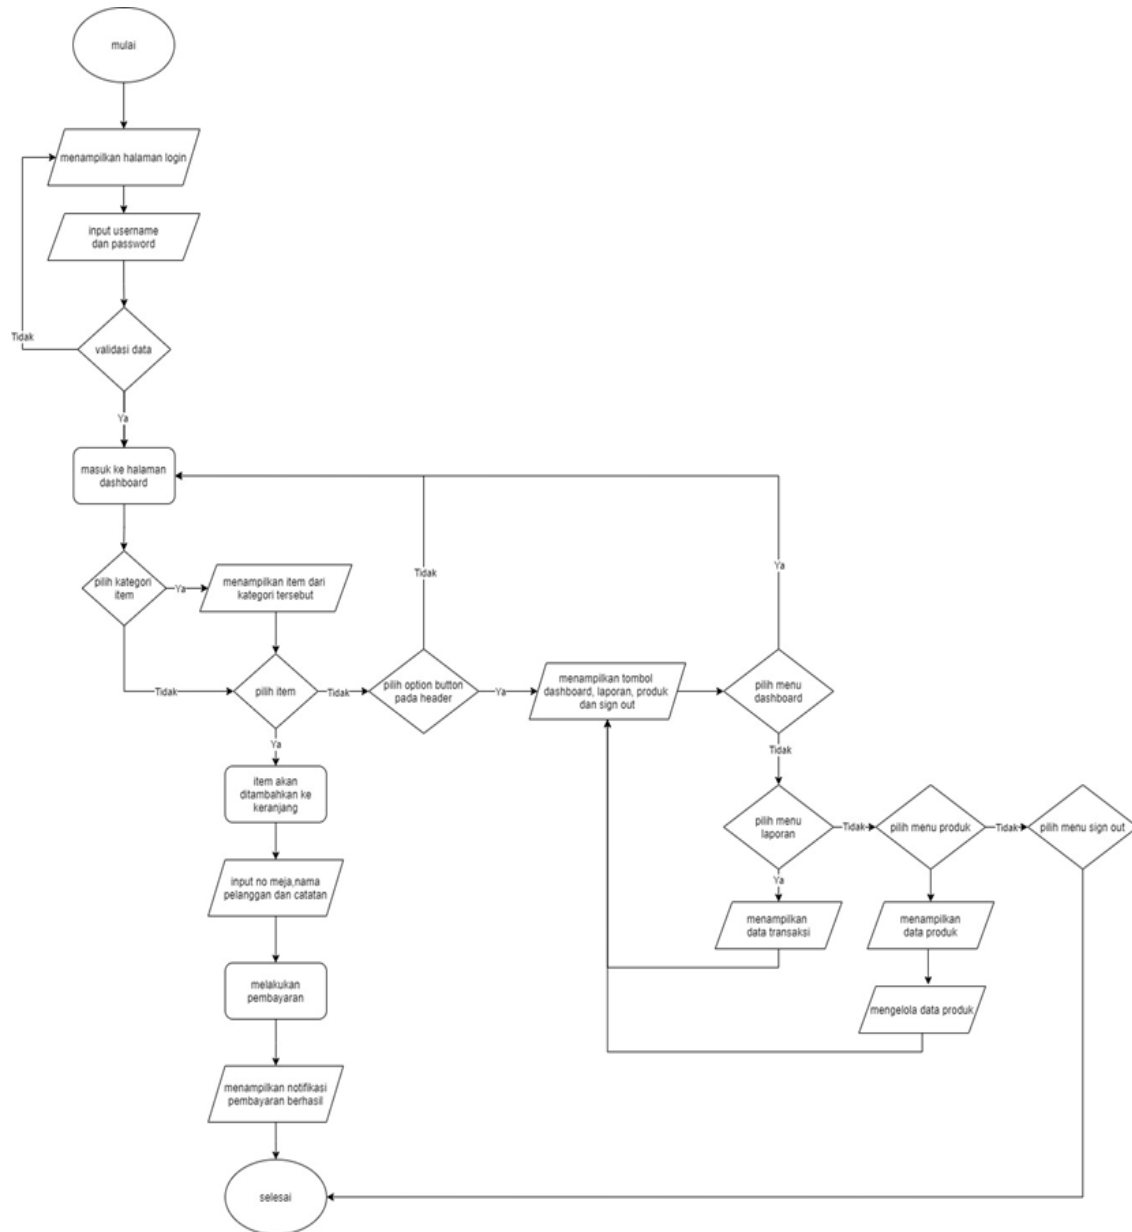 mulai
menampilkan halaman login
input username
dan password
Tidak
validasi data
Ya
masuk ke halaman
dashboard
pilih kategori
item
Ya
menampilkan item dari
kategori tersebut
Tidak
Ya
Tidak
pilih item
Tidak
pilih option button
pada header
Ya
menampilkan tombol
dashboard, laporan, produk
dan sign out
pilih menu
dashboard
Ya
Tidak
item akan
ditambahkan ke
keranjang
pilih menu
laporan
Tidak
pilih menu produk
Tidak
pilih menu sign out
Ya
input no meja,nama
pelanggan dan catatan
menampilkan
data transaksi
menampilkan
data produk
melakukan
pembayaran
mengelola data produk
menampilkan notifikasi
pembayaran berhasil
selesai